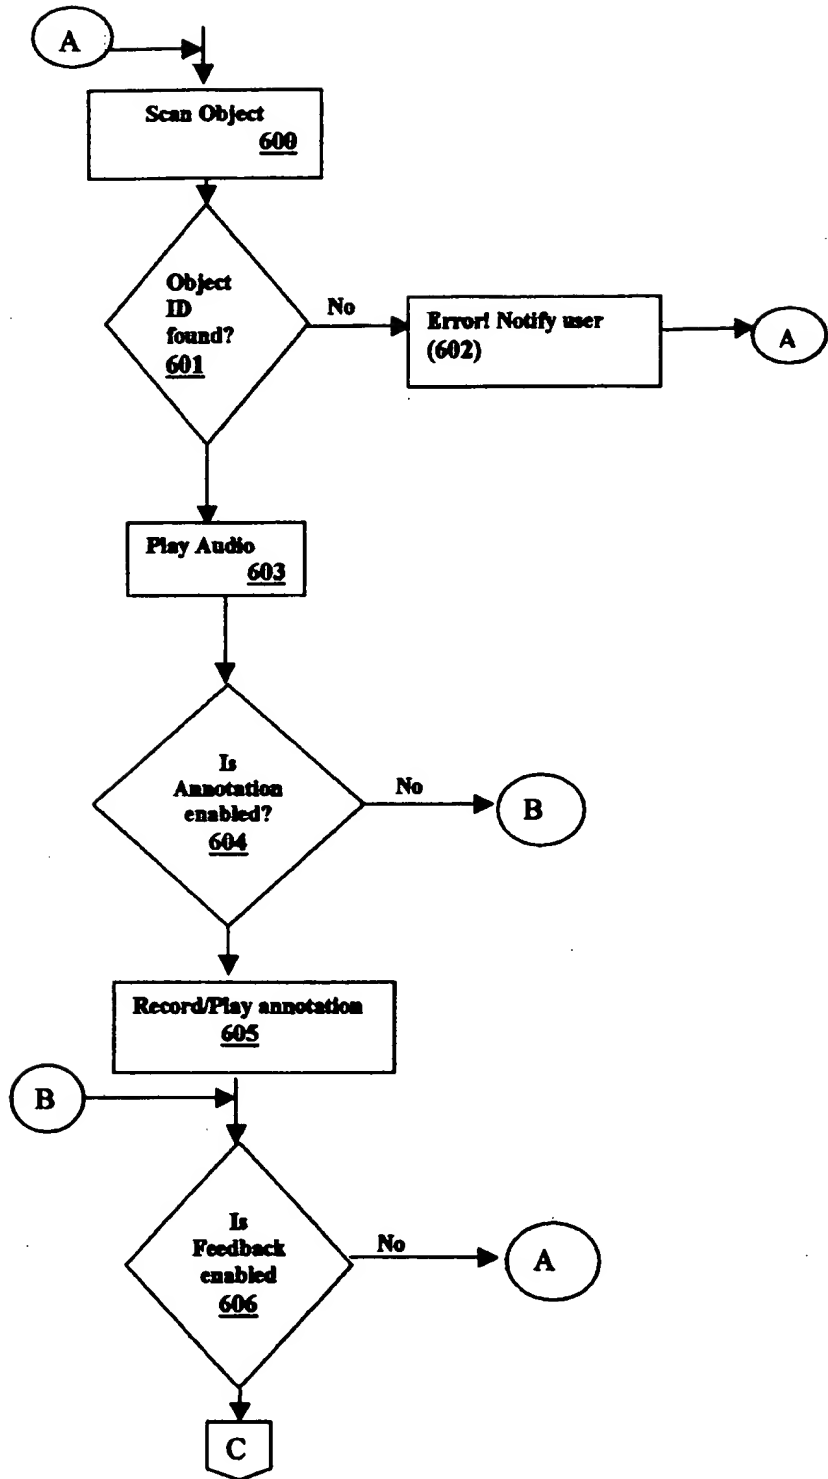 A
Scan Object
600
Object
ID
found?
601
No
Error! Notify user
(602)
A
Play Audio
603
Is
Annotation
enabled?
604
No
B
Record/Play annotation
605
B
Is
Feedback
enabled
606
No
A
C